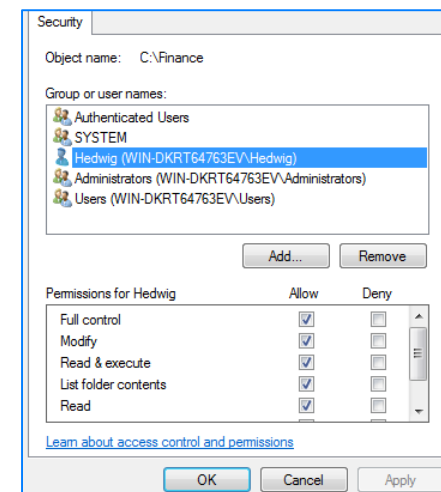 Security
Object name: C:\Finance
Group or user names:
Authenticated Users
SYSTEM
Hedwig (WIN-DKRT64763EV\Hedwig)
Administrators (WIN-DKRT64763EV\Administrators)
Users (WIN-DKRT64763EV\Users)
Add... Remove
Permissions for Hedwig Allow Deny
Full control
Modify
Read & execute
List folder contents
Read
Learn about access control and permissions
OK Cancel Apply